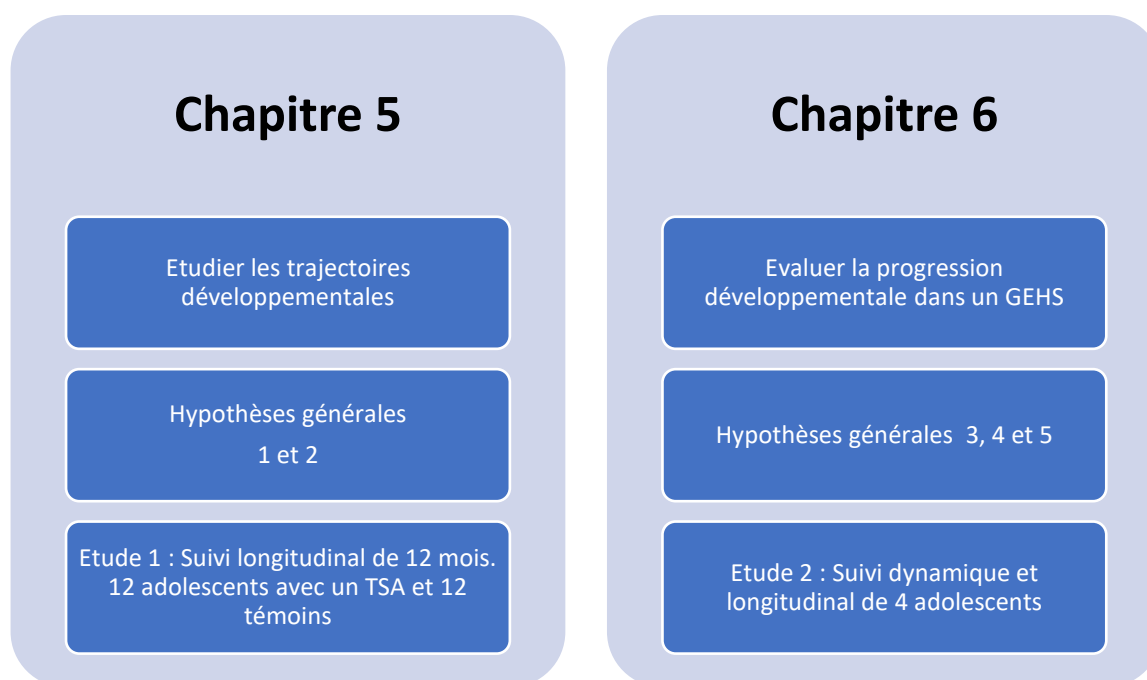 Chapitre 5
Etudier les trajectoires
développementales
Hypothèses générales
1 et 2
Etude 1 : Suivi longitudinal de 12 mois.
12 adolescents avec un TSA et 12
témoins
Chapitre 6
Evaluer la progression
développementale dans un GEHS
Hypothèses générales  3, 4 et 5
Etude 2 : Suivi dynamique et
longitudinal de 4 adolescents